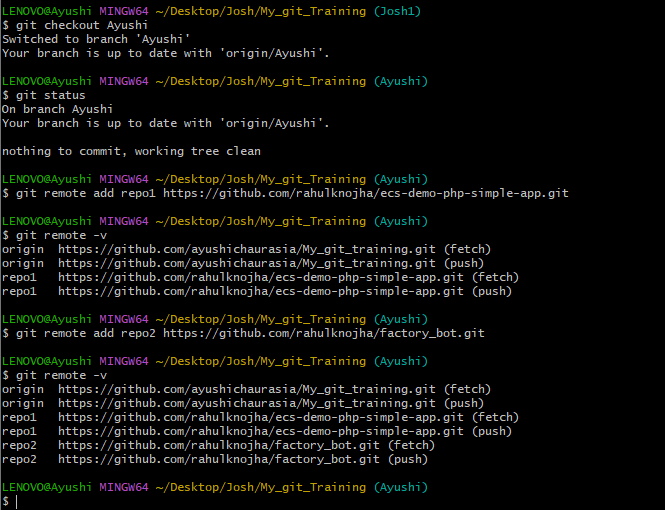 LENOVO@Ayushi MINGW64 ~/Desktop/Josh/My_git_Training (Josh1)
$ git checkout Ayushi
Switched to branch 'Ayushi'
Your branch is up to date with 'origin/Ayushi'.
LENOVO@Ayushi MINGW64 ~/Desktop/Josh/My_git_Training (Ayushi)
$ git status
On branch Ayushi
Your branch is up to date with 'origin/Ayushi'.
nothing to commit, working tree clean
LENOVO@Ayushi MINGW64 ~/Desktop/Josh/My_git_Training (Ayushi)
$ git remote add repo1 https://github.com/rahulknojha/ecs-demo-php-simple-app.git
LENOVO@Ayushi MINGW64 ~/Desktop/Josh/My_git_Training (Ayushi)
$ git remote -v
origin  https://github.com/ayushichaurasia/My_git_training.git (fetch)
origin  https://github.com/ayushichaurasia/My_git_training.git (push)
repo1   https://github.com/rahulknojha/ecs-demo-php-simple-app.git (fetch)
repo1   https://github.com/rahulknojha/ecs-demo-php-simple-app.git (push)
LENOVO@Ayushi MINGW64 ~/Desktop/Josh/My_git_Training (Ayushi)
$ git remote add repo2 https://github.com/rahulknojha/factory_bot.git
LENOVO@Ayushi MINGW64 ~/Desktop/Josh/My_git_Training (Ayushi)
$ git remote -v
origin  https://github.com/ayushichaurasia/My_git_training.git (fetch)
origin  https://github.com/ayushichaurasia/My_git_training.git (push)
repo1   https://github.com/rahulknojha/ecs-demo-php-simple-app.git (fetch)
repo1   https://github.com/rahulknojha/ecs-demo-php-simple-app.git (push)
repo2   https://github.com/rahulknojha/factory_bot.git (fetch)
repo2   https://github.com/rahulknojha/factory_bot.git (push)
LENOVO@Ayushi MINGW64 ~/Desktop/Josh/My_git_Training (Ayushi)
$